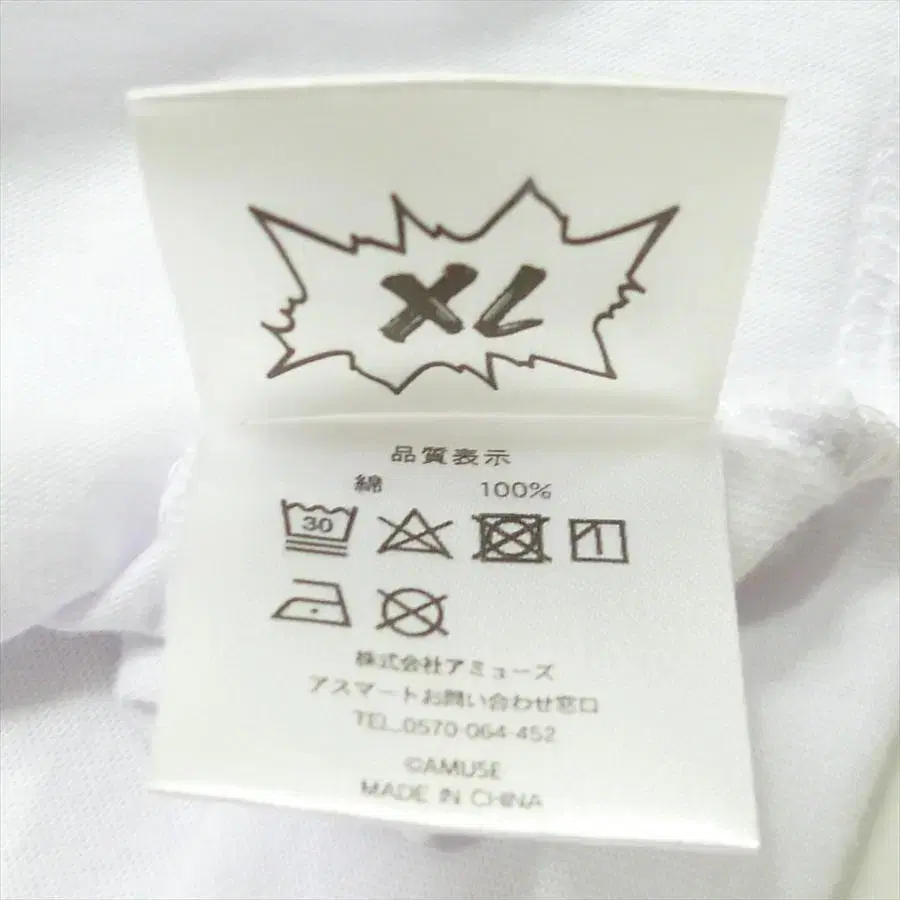 XL
品質表示
綿 100%
30
株式会社アミューズ
アスマートお問い合わせ窓口
TEL.0570-064-452
©AMUSE
MADE IN CHINA